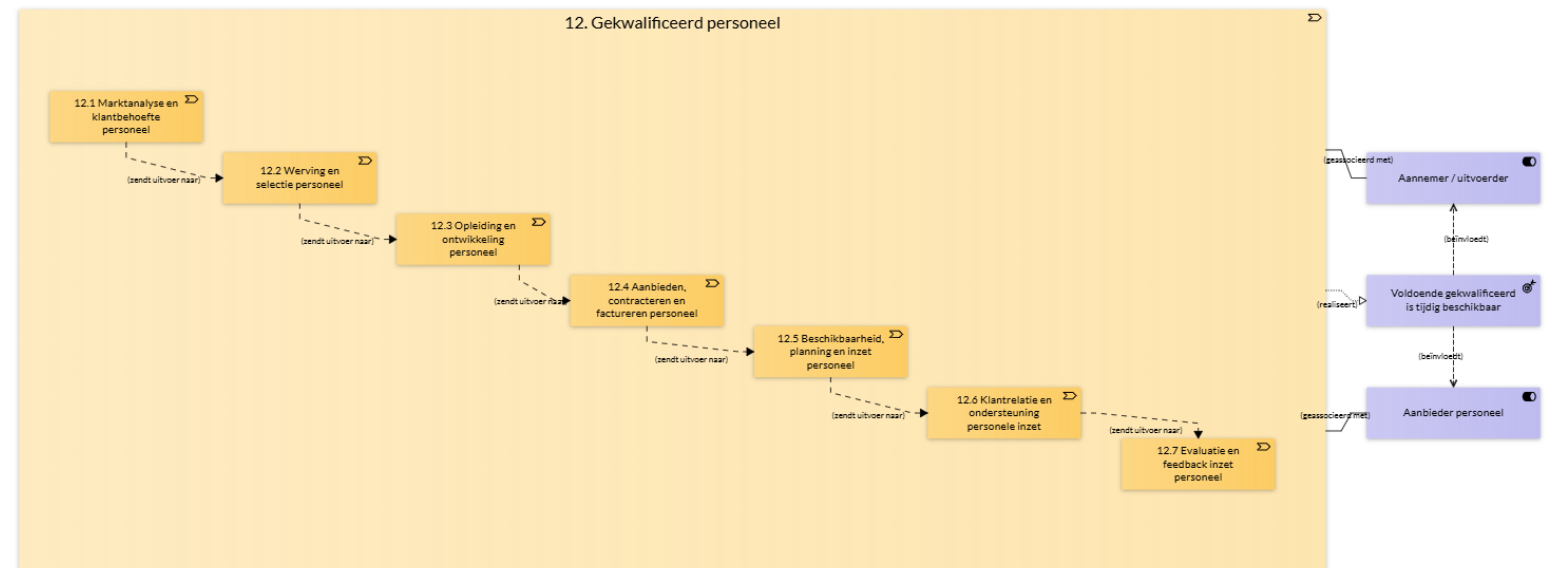 12. Gekwalificeerd personeel
12.1 Marktanalyse en
klantbehoefte
personeel
(zendt uitvoer naar)
12.2 Werving en
selectie personeel
(zendt uitvoer naar)
12.3 Opleiding en
ontwikkeling
personeel
(zendt uitvoer naar)
12.4 Aanbieden,
contracteren en
factureren personeel
(zendt uitvoer naar)
12.5 Beschikbaarheid,
planning en inzet
personeel
(zendt uitvoer naar)
12.6 Klantrelatie en
ondersteuning
personele inzet
(zendt uitvoer naar)
12.7 Evaluatie en
feedback inzet
personeel
(geassocieerd met)
Aannemer / uitvoerder
(beïnvloedt)
(realiseert)
Voldoende gekwalificeerd
is tijdig beschikbaar
(beïnvloedt)
(geassocieerd met)
Aanbieder personeel